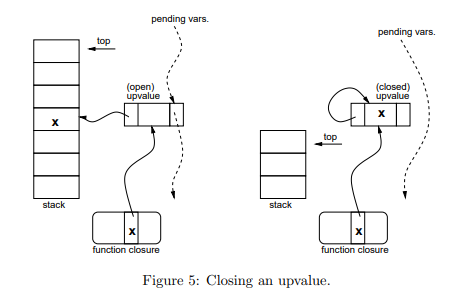 pending vars.
top
(open)
upvalue
x
stack
x
function closure
pending vars.
(closed)
upvalue
x
top
stack
x
function closure
Figure 5: Closing an upvalue.